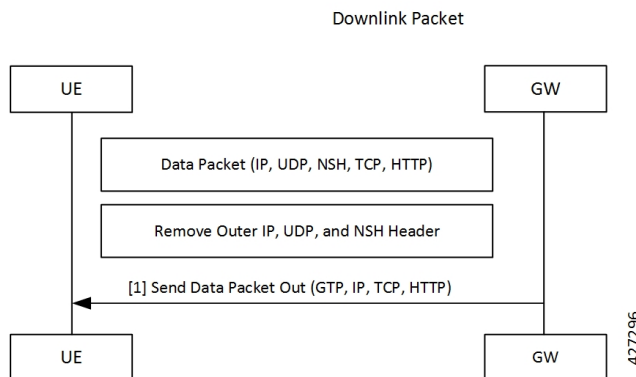 Downlink Packet
UE
GW
Data Packet (IP, UDP, NSH, TCP, HTTP)
Remove Outer IP, UDP, and NSH Header
[1] Send Data Packet Out (GTP, IP, TCP, HTTP)
UE
GW
427296